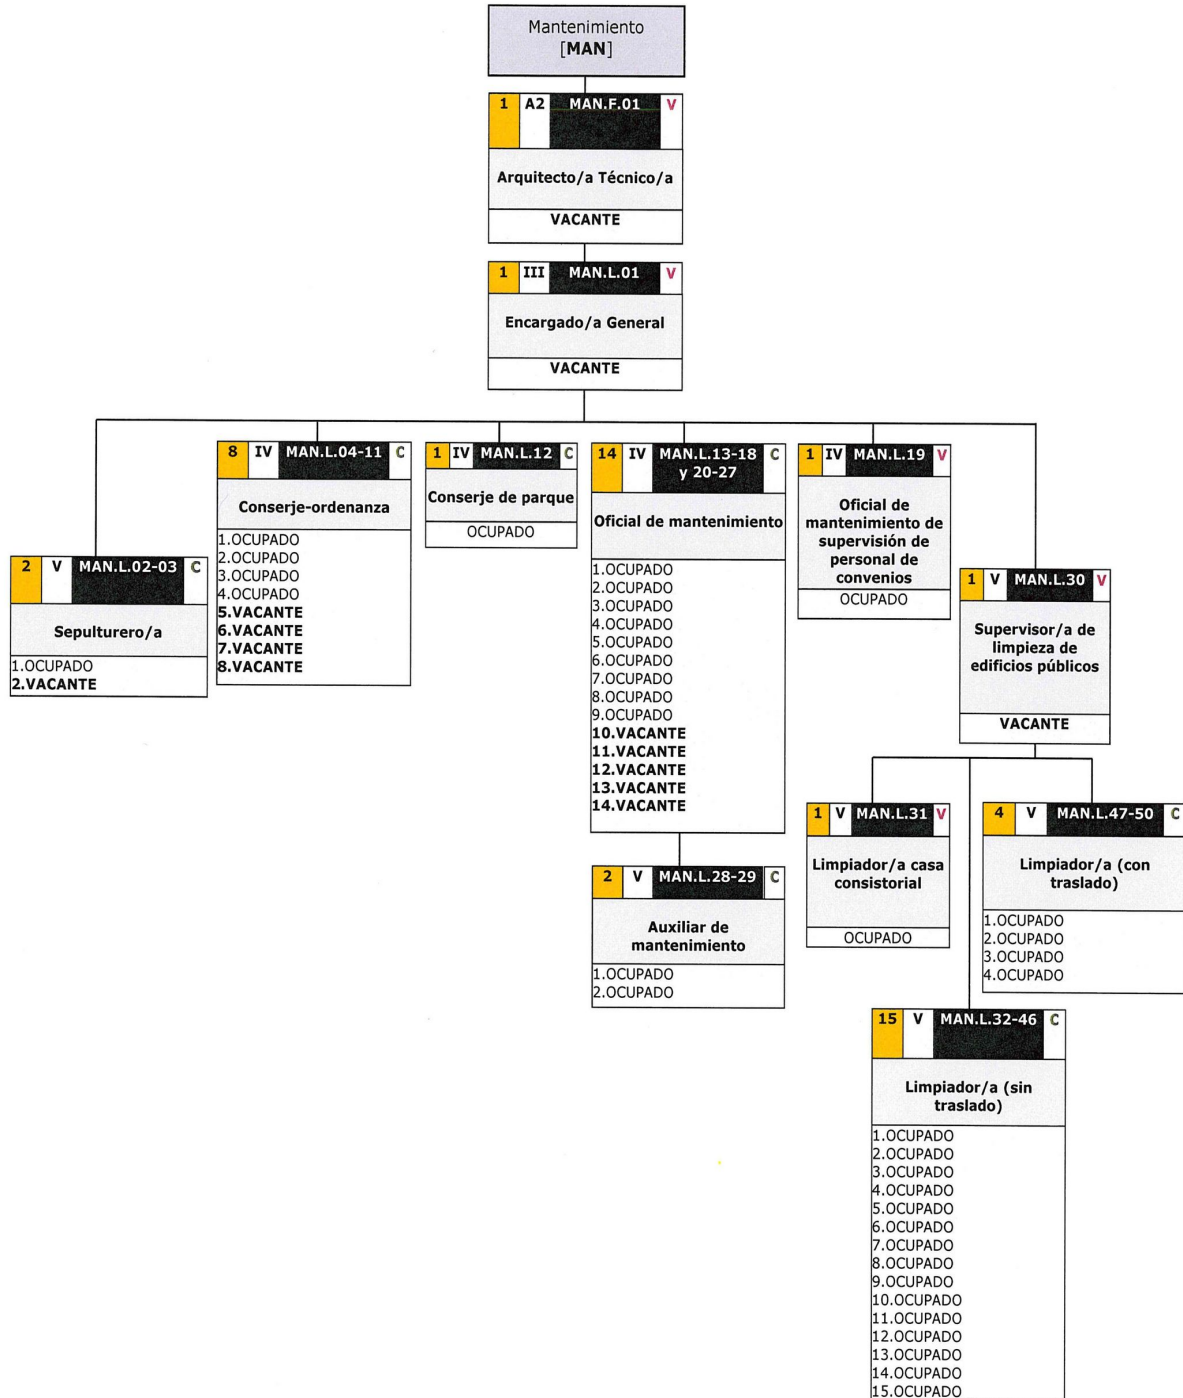 Mantenimiento
[MAN]
1 A2 MAN.F.01 V
Arquitecto/a Técnico/a
VACANTE
1 III MAN.L.01 V
Encargado/a General
VACANTE
2 V MAN.L.02-03 C
Sepulturero/a
1.OCUPADO
2.VACANTE
8 IV MAN.L.04-11 C
Conserje-ordenanza
1.OCUPADO
2.OCUPADO
3.OCUPADO
4.OCUPADO
5.VACANTE
6.VACANTE
7.VACANTE
8.VACANTE
1 IV MAN.L.12 C
Conserje de parque
OCUPADO
14 IV MAN.L.13-18 C
y 20-27
Oficial de mantenimiento
1.OCUPADO
2.OCUPADO
3.OCUPADO
4.OCUPADO
5.OCUPADO
6.OCUPADO
7.OCUPADO
8.OCUPADO
9.OCUPADO
10.VACANTE
11.VACANTE
12.VACANTE
13.VACANTE
14.VACANTE
2 V MAN.L.28-29 C
Auxiliar de
mantenimiento
1.OCUPADO
2.OCUPADO
1 IV MAN.L.19 V
Oficial de
mantenimiento de
supervisión de
personal de
convenios
OCUPADO
1 V MAN.L.30 V
Supervisor/a de
limpieza de
edificios públicos
VACANTE
1 V MAN.L.31 V
Limpiador/a casa
consistorial
OCUPADO
4 V MAN.L.47-50 C
Limpiador/a (con
traslado)
1.OCUPADO
2.OCUPADO
3.OCUPADO
4.OCUPADO
15 V MAN.L.32-46 C
Limpiador/a (sin
traslado)
1.OCUPADO
2.OCUPADO
3.OCUPADO
4.OCUPADO
5.OCUPADO
6.OCUPADO
7.OCUPADO
8.OCUPADO
9.OCUPADO
10.OCUPADO
11.OCUPADO
12.OCUPADO
13.OCUPADO
14.OCUPADO
15.OCUPADO